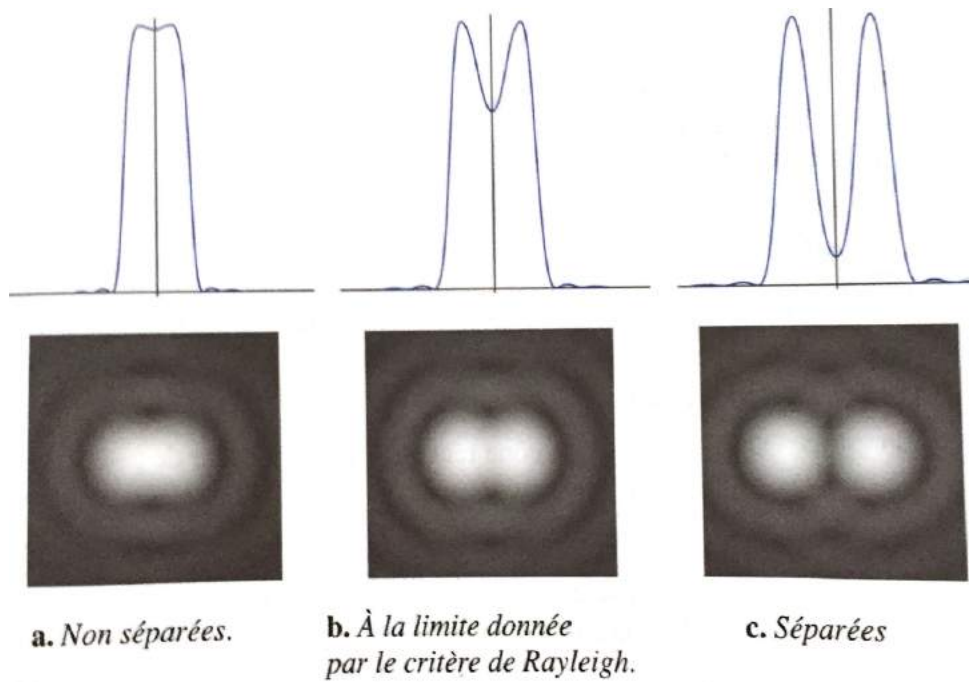 a. Non séparées.
b. À la limite donnée
par le critère de Rayleigh.
c. Séparées